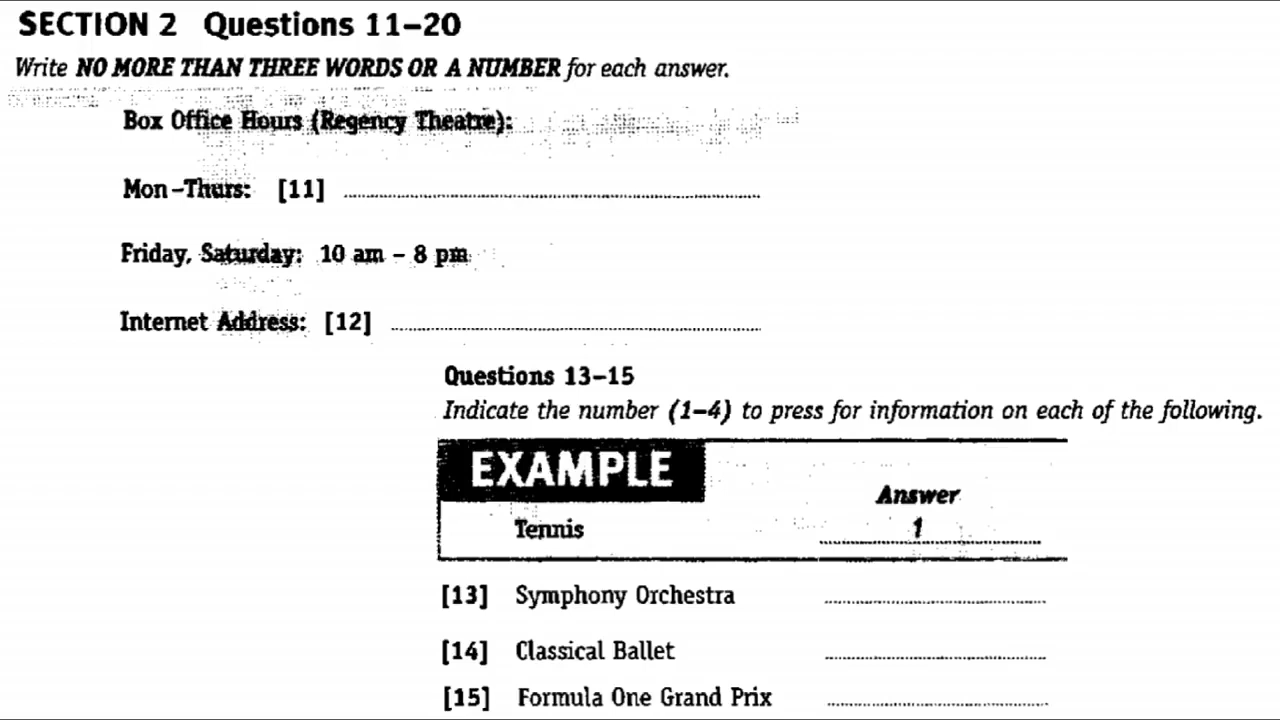 SECTION 2 Questions 11–20
Write NO MORE THAN THREE WORDS OR A NUMBER for each answer.
Box Office Hours (Regency Theatre):
Mon–Thurs: [11]
Friday, Saturday: 10 am – 8 pm
Internet Address: [12]
Questions 13–15
Indicate the number (1–4) to press for information on each of the following.
EXAMPLE
Answer
Tennis 1
[13] Symphony Orchestra
[14] Classical Ballet
[15] Formula One Grand Prix